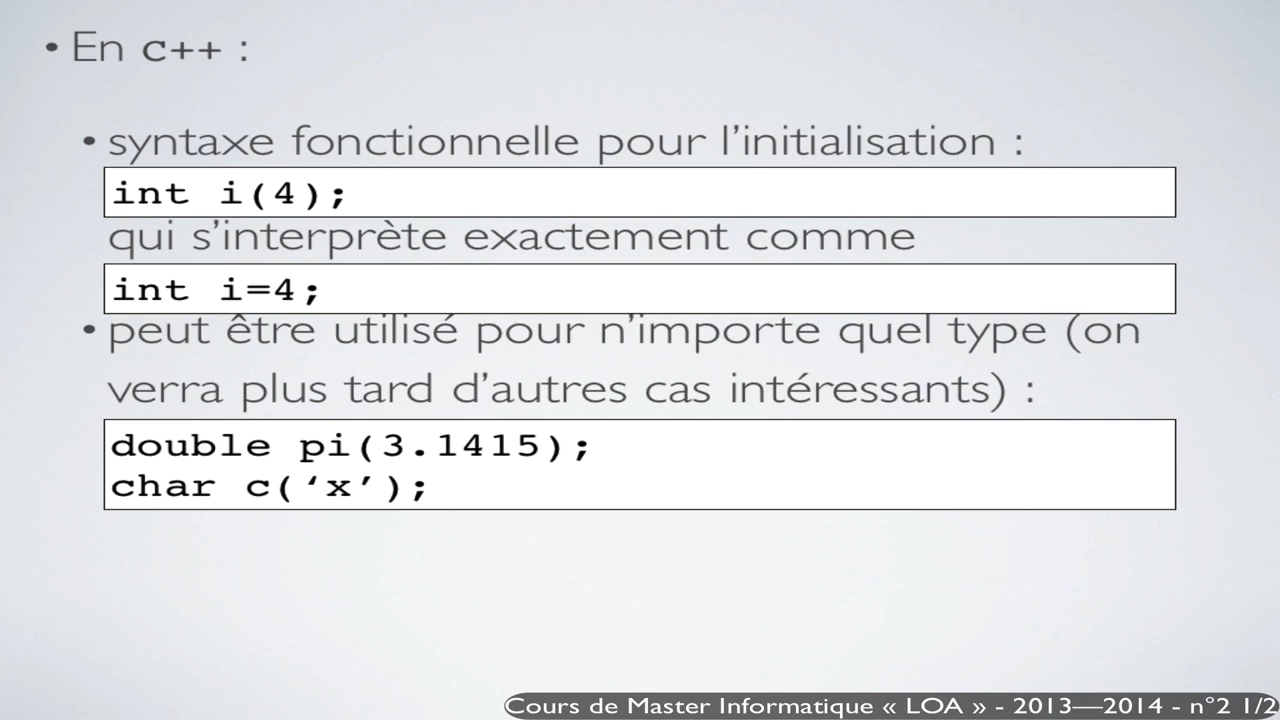 • En c++ :
• syntaxe fonctionnelle pour l’initialisation :
int i(4);
qui s’interprète exactement comme
int i=4;
• peut être utilisé pour n’importe quel type (on
verra plus tard d’autres cas intéressants) :
double pi(3.1415);
char c(‘x’);
Cours de Master Informatique « LOA » - 2013—2014 - n°2 1/2